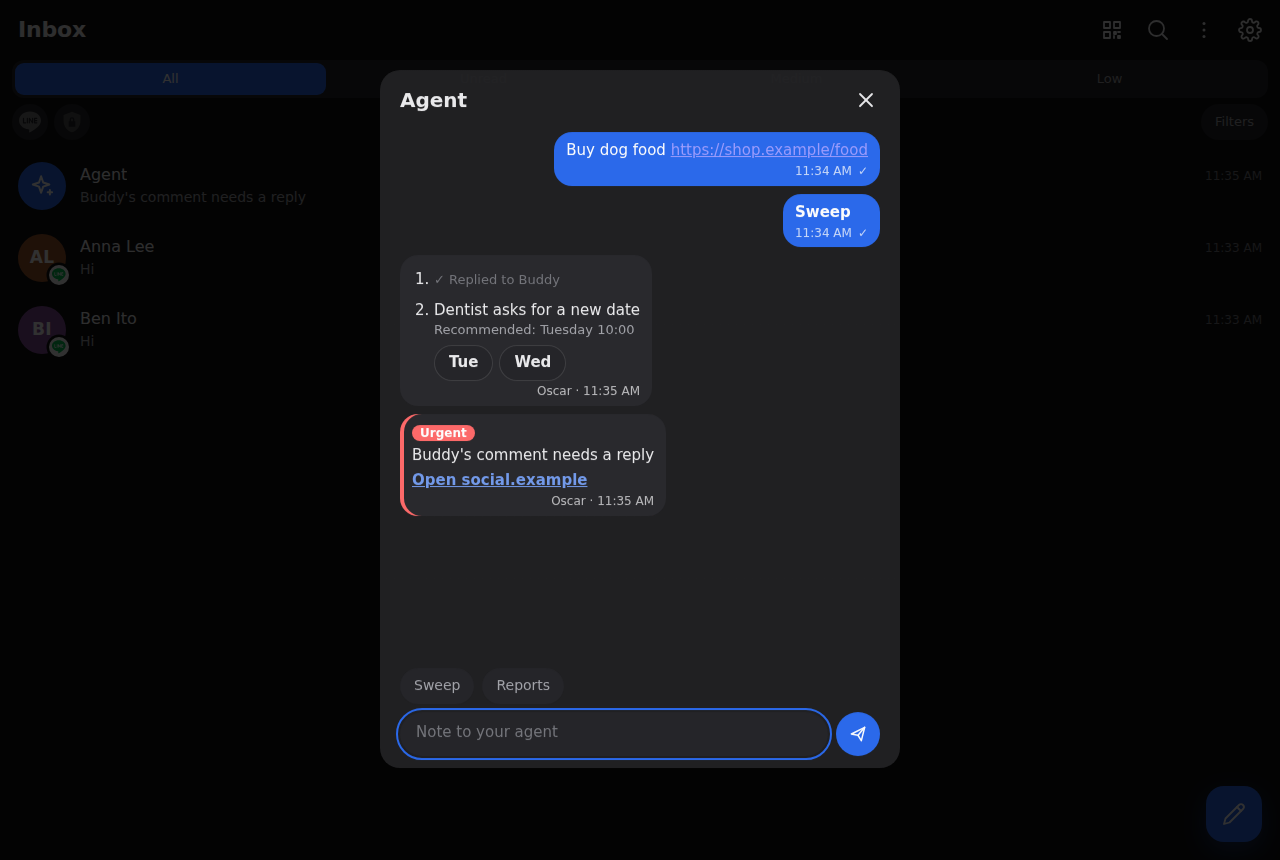 Inbox
All
Low
Filters
Agent
Buddy's comment needs a reply
11:35 AM
AL
Anna Lee
Hi
11:33 AM
BI
Ben Ito
Hi
11:33 AM
Agent
Buy dog food https://shop.example/food
11:34 AM ✓
Sweep
11:34 AM ✓
1. ✓ Replied to Buddy
2. Dentist asks for a new date
Recommended: Tuesday 10:00
Tue Wed
Oscar · 11:35 AM
Urgent
Buddy's comment needs a reply
Open social.example
Oscar · 11:35 AM
Sweep Reports
Note to your agent